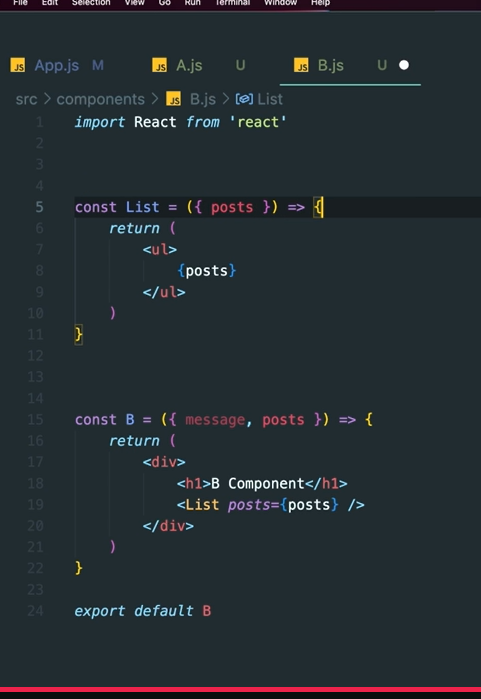 File Edit Selection View Go Run Terminal Window Help
JS App.js M JS A.js U JS B.js U
src > components > JS B.js > List
1 import React from 'react'
2
3
4
5 const List = ({ posts }) => {
6 return (
7 <ul>
8 {posts}
9 </ul>
10 )
11 }
12
13
14
15 const B = ({ message, posts }) => {
16 return (
17 <div>
18 <h1>B Component</h1>
19 <List posts={posts} />
20 </div>
21 )
22 }
23
24 export default B